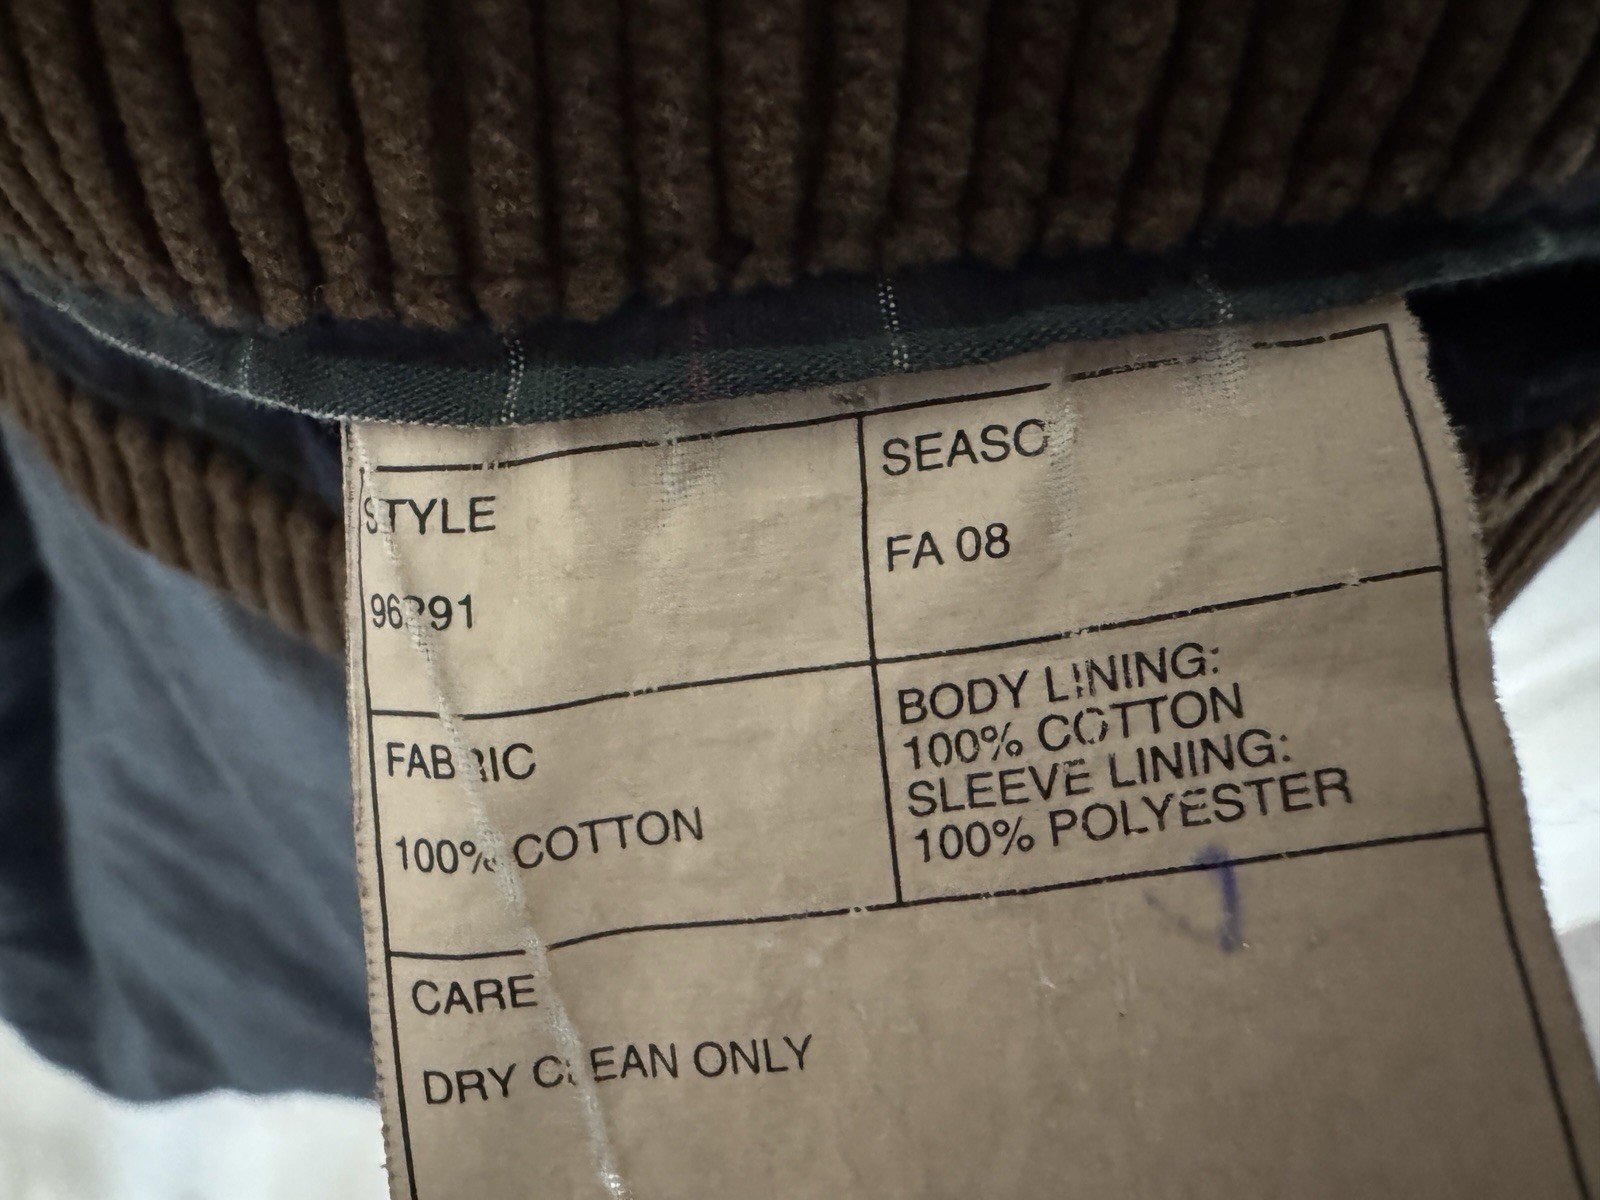 STYLE
SEASO
FA 08
FABRIC
100% COTTON
BODY LINING:
100% COTTON
SLEEVE LINING:
100% POLYESTER
CARE
DRY CLEAN ONLY